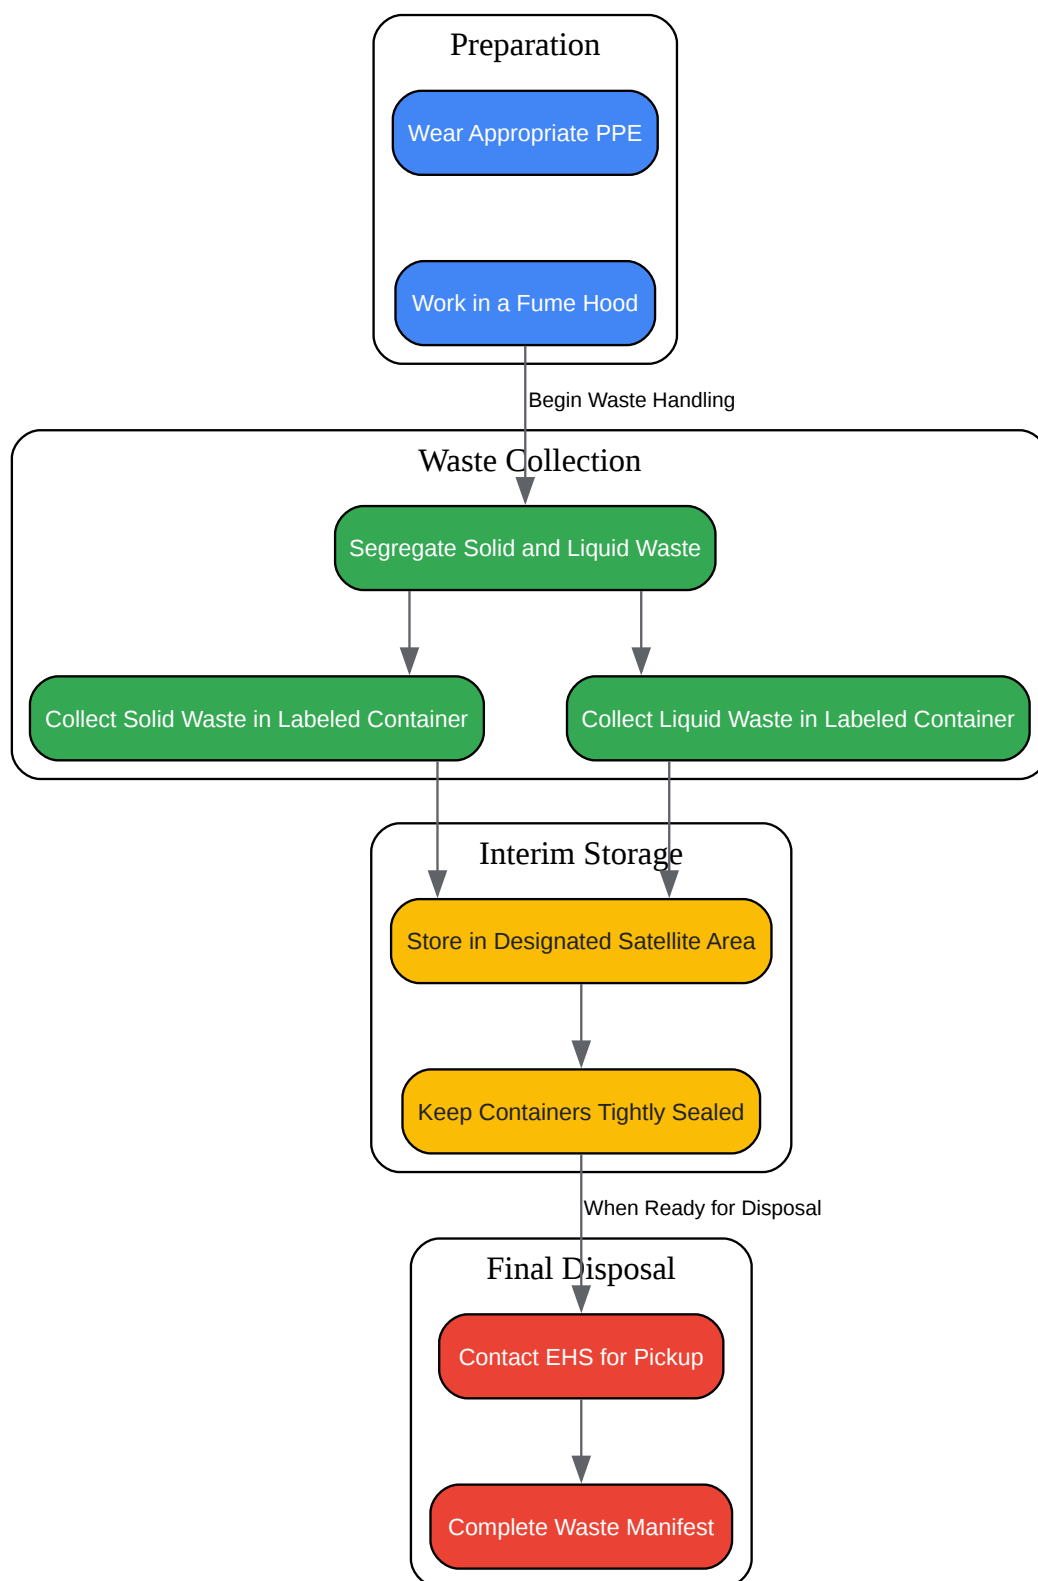 Preparation
Wear Appropriate PPE
Work in a Fume Hood
Begin Waste Handling
Waste Collection
Segregate Solid and Liquid Waste
Collect Solid Waste in Labeled Container
Collect Liquid Waste in Labeled Container
Interim Storage
Store in Designated Satellite Area
Keep Containers Tightly Sealed
When Ready for Disposal
Final Disposal
Contact EHS for Pickup
Complete Waste Manifest